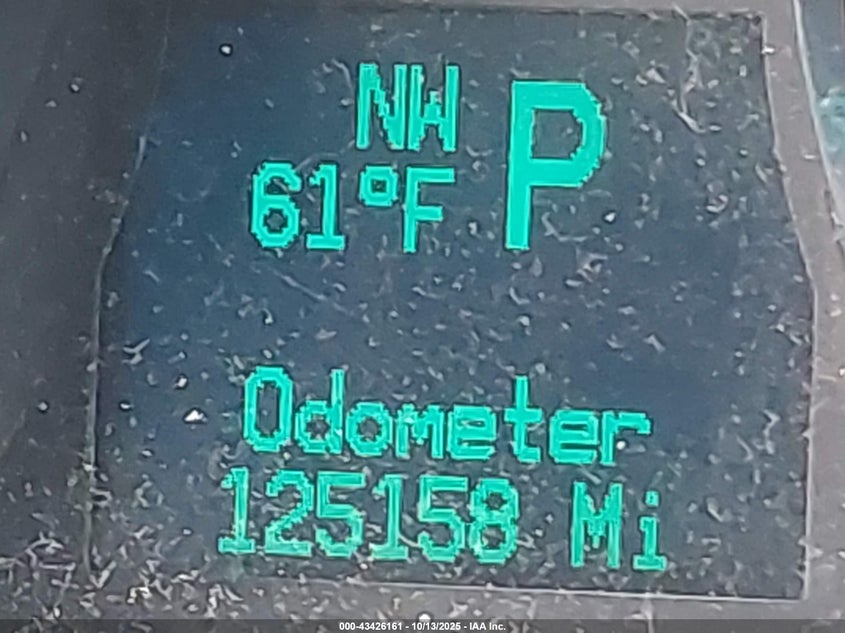 NW P
61°F
Odometer
125158 Mi
000-43426161 - 10/13/2025 - IAA Inc.